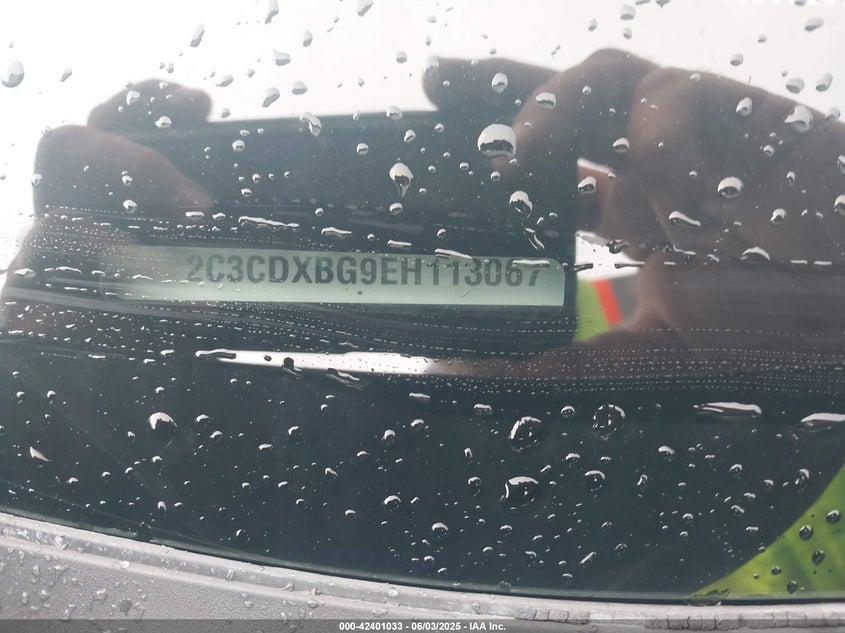 2C3CDXBG9EH113067
000-42401033 - 06/03/2025 - IAA Inc.